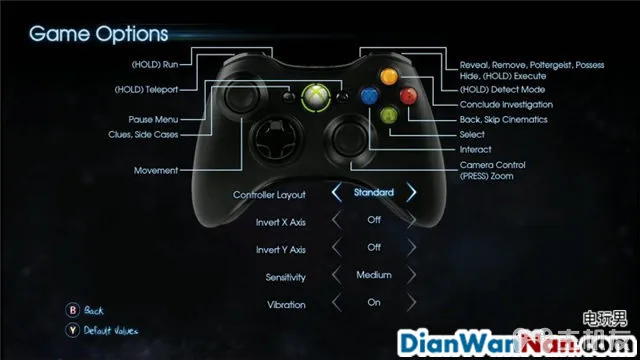 Game Options
(HOLD) Run
(HOLD) Teleport
Pause Menu
Clues, Side Cases
Movement
Reveal, Remove, Poltergeist, Possess
Hide, (HOLD) Execute
(HOLD) Detect Mode
Conclude Investigation
Back, Skip Cinematics
Select
Interact
Camera Control
(PRESS) Zoom
Controller Layout Standard
Invert X Axis Off
Invert Y Axis Off
Sensitivity Medium
Vibration On
B Back
Y Default Values
电玩男
DianWanNan.com